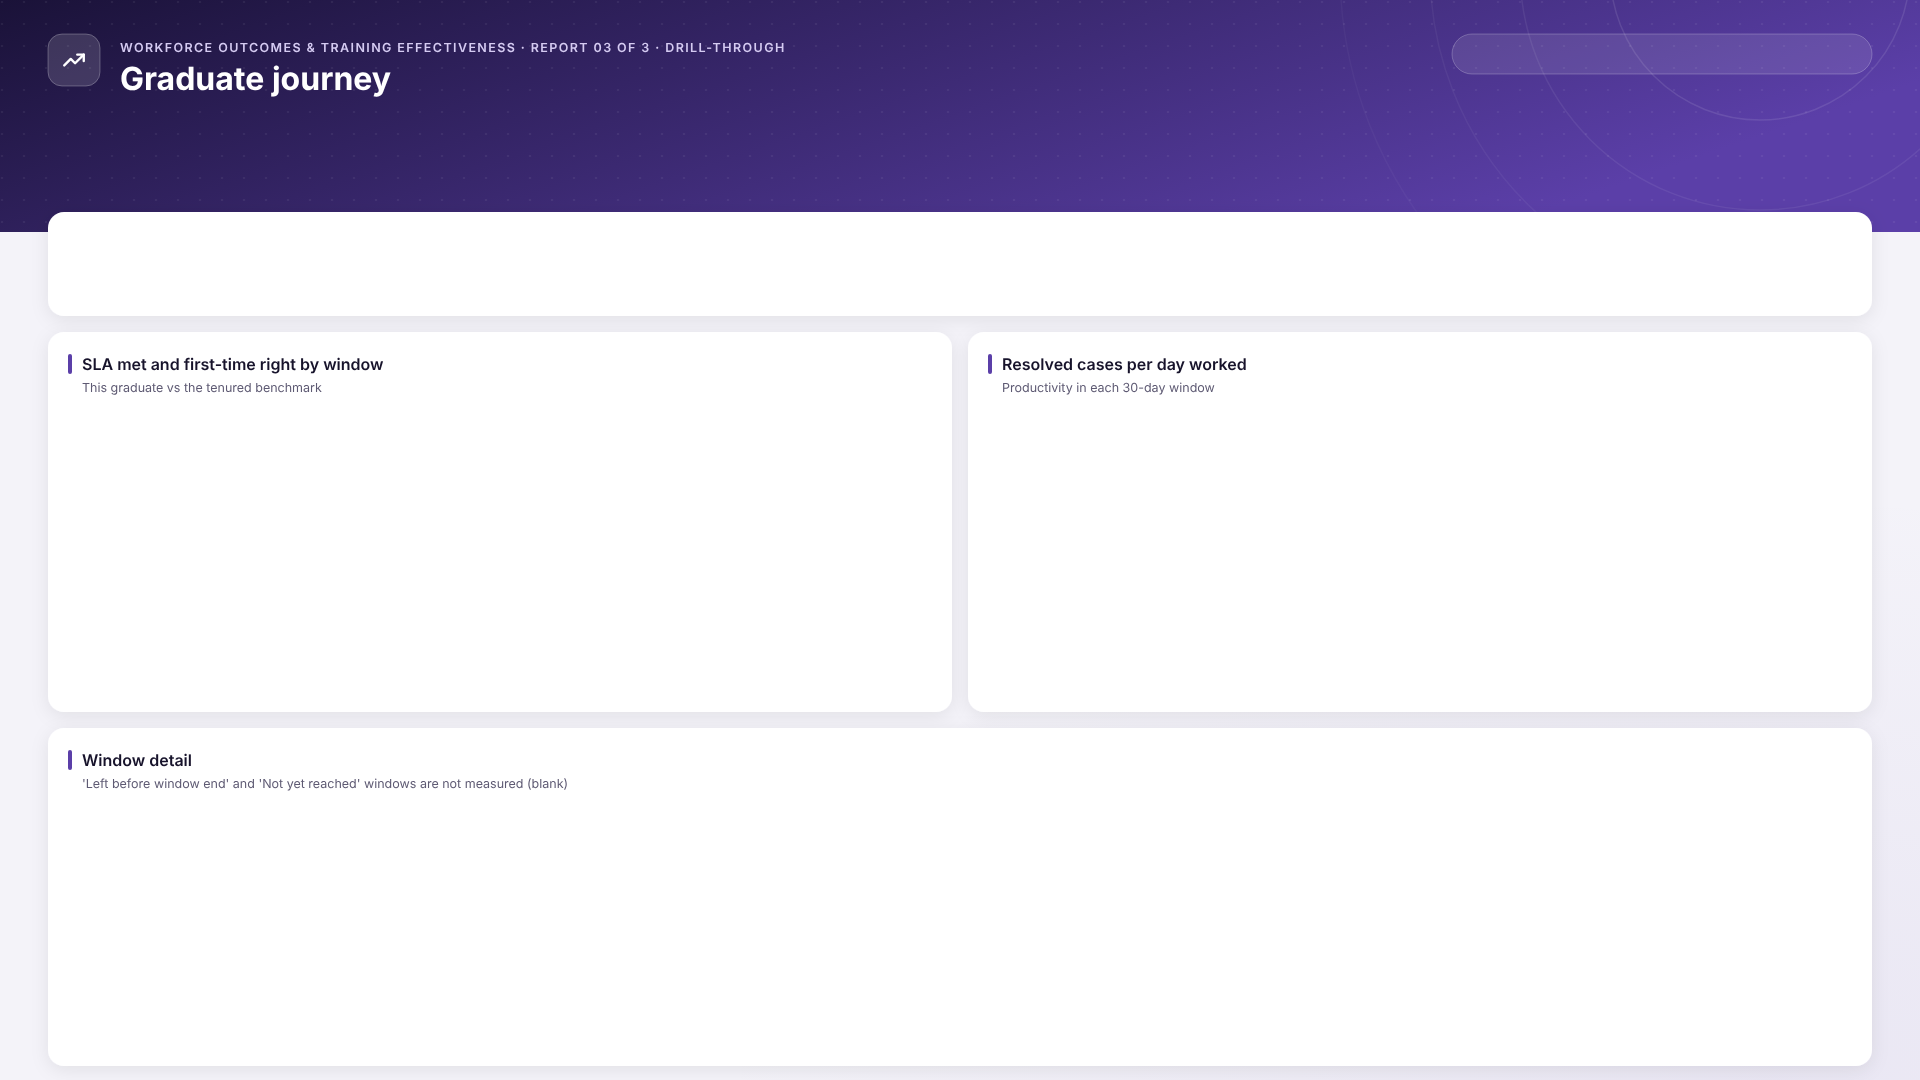 WORKFORCE OUTCOMES & TRAINING EFFECTIVENESS · REPORT 03 OF 3 · DRILL-THROUGH
Graduate journey
SLA met and first-time right by window
This graduate vs the tenured benchmark
Resolved cases per day worked
Productivity in each 30-day window
Window detail
'Left before window end' and 'Not yet reached' windows are not measured (blank)